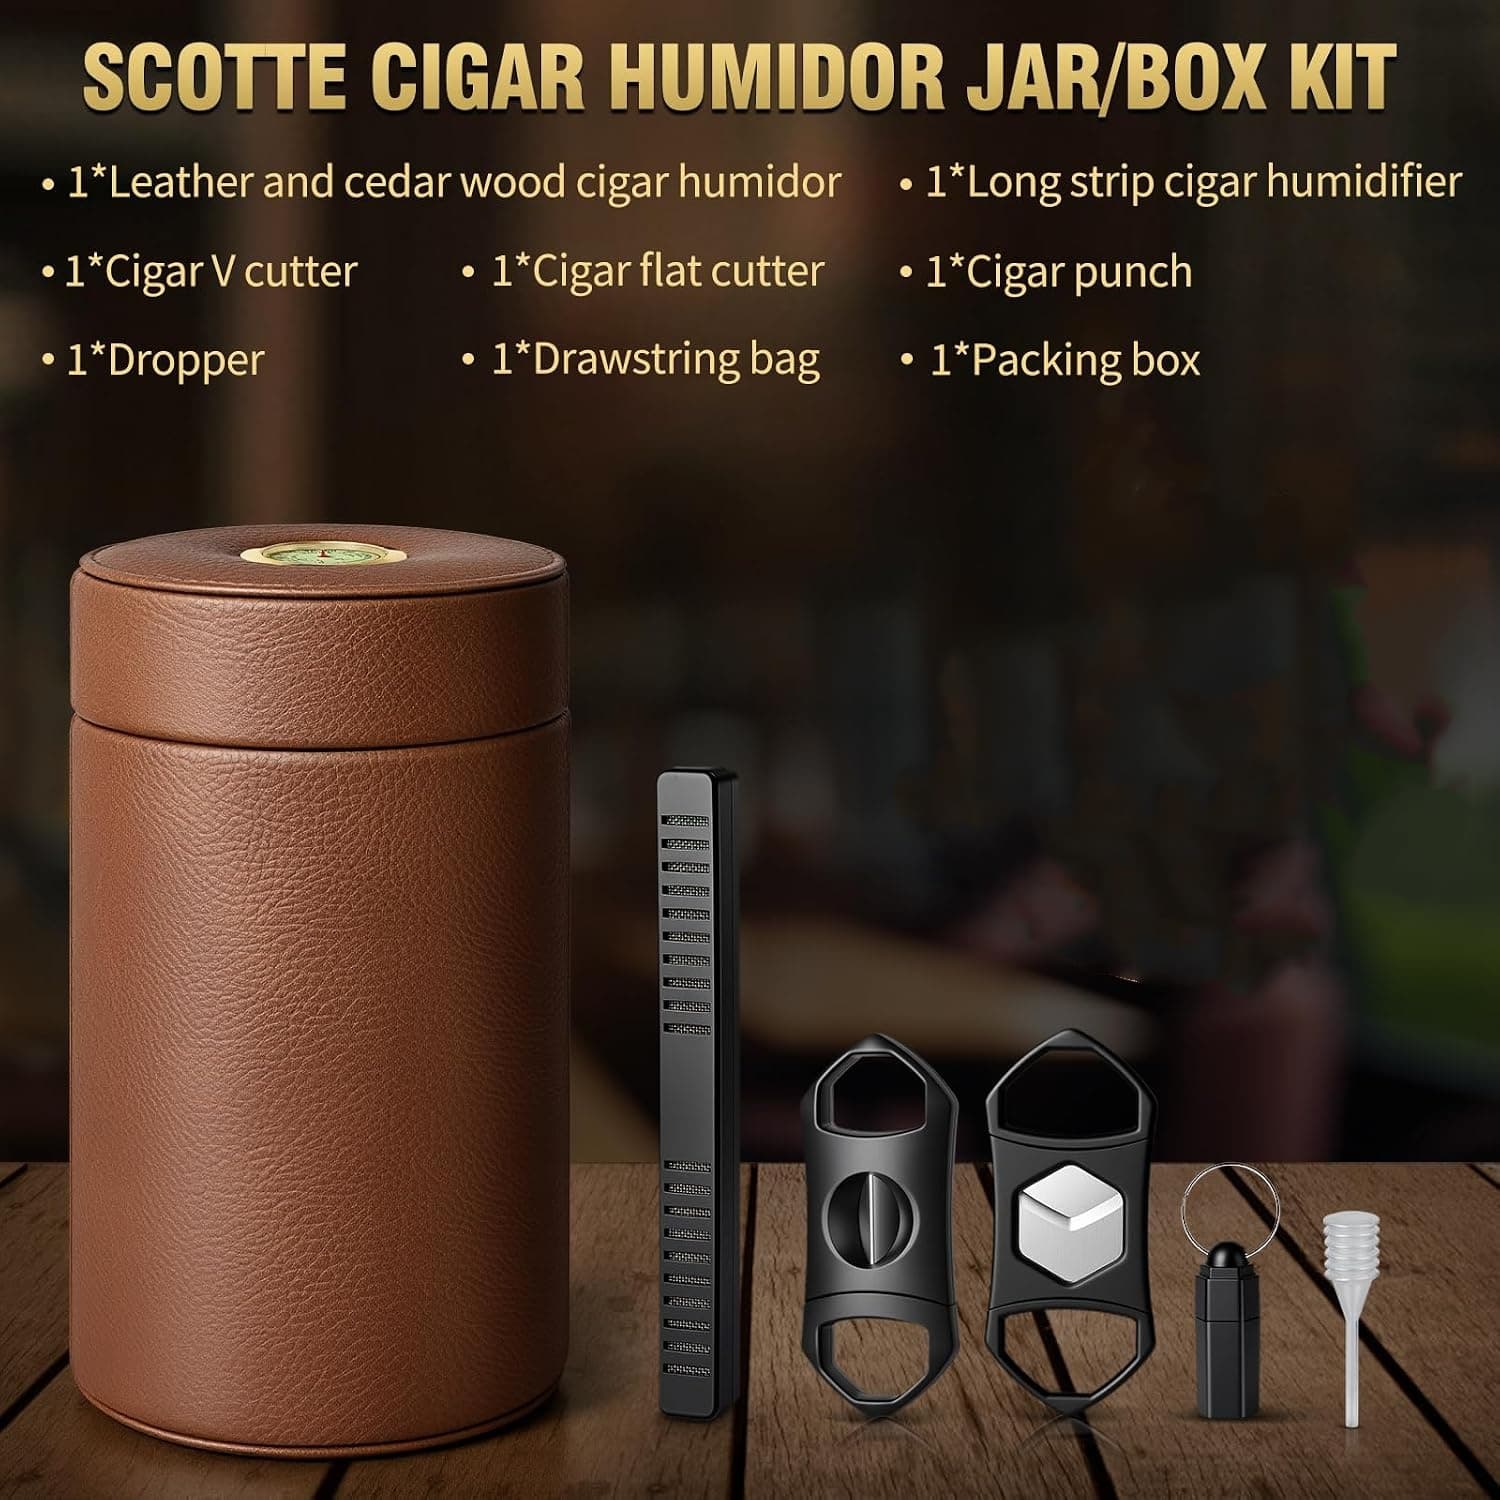 SCOTTE CIGAR HUMIDOR JAR/BOX KIT
• 1*Leather and cedar wood cigar humidor • 1*Long strip cigar humidifier
• 1*Cigar V cutter • 1*Cigar flat cutter • 1*Cigar punch
• 1*Dropper • 1*Drawstring bag • 1*Packing box